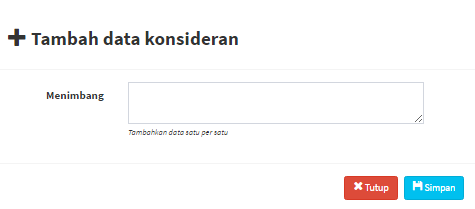 Tambah data konsideran
Menimbang
Tambahkan data satu per satu
Tutup
Simpan